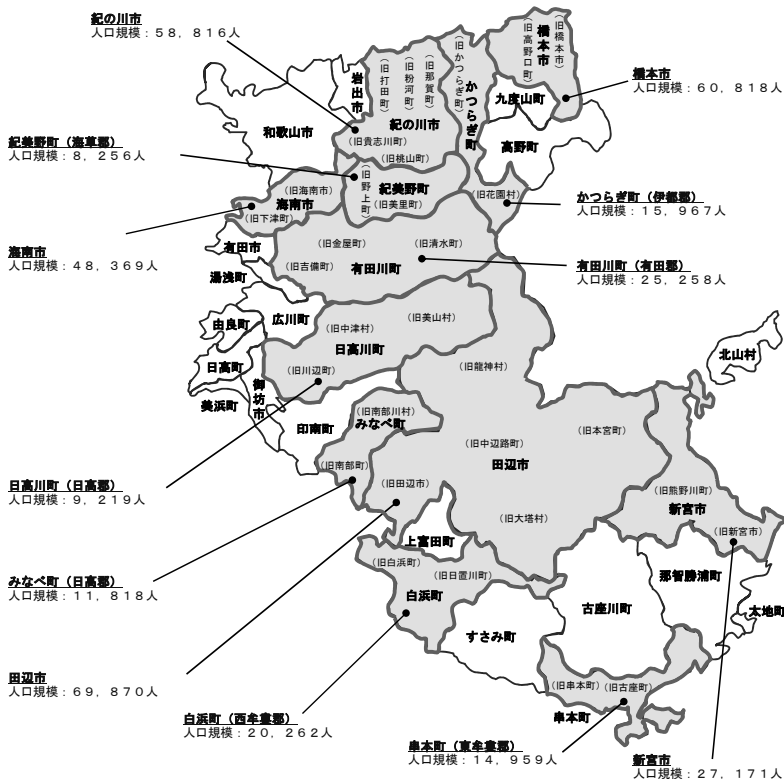 紀の川市
人口規模：58，816人
橋本市
人口規模：60，818人
紀美野町（海草郡）
人口規模：8，256人
かつらぎ町（伊都郡）
人口規模：15，967人
海南市
人口規模：48，369人
有田川町（有田郡）
人口規模：25，258人
日高川町（日高郡）
人口規模：9，219人
みなべ町（日高郡）
人口規模：11，818人
田辺市
人口規模：69，870人
白浜町（西牟婁郡）
人口規模：20，262人
串本町（東牟婁郡）
人口規模：14，959人
新宮市
人口規模：27，171人
（旧橋本市）
橋本市
（旧高野口町）
（旧かつらぎ町）
かつらぎ町
（旧那賀町）
（旧粉河町）
（旧打田町）
岩出市
九度山町
和歌山市
紀の川市
（旧貴志川町）
（旧桃山町）
高野町
（旧野上町）
紀美野町
（旧美里町）
（旧花園村）
（旧海南市）
海南市
（旧下津町）
有田市
（旧金屋町）
（旧清水町）
（旧吉備町）
有田川町
湯浅町
広川町
由良町
（旧中津村）
（旧美山村）
日高川町
日高町
（旧川辺町）
御坊市
美浜町
印南町
（旧龍神村）
北山村
（旧南部川村）
みなべ町
（旧南部町）
（旧中辺路町）
（旧本宮町）
田辺市
（旧田辺市）
（旧大塔村）
（旧熊野川町）
新宮市
（旧新宮市）
上富田町
（旧白浜町）
（旧日置川町）
白浜町
那智勝浦町
太地町
古座川町
すさみ町
（旧串本町）
（旧古座町）
串本町